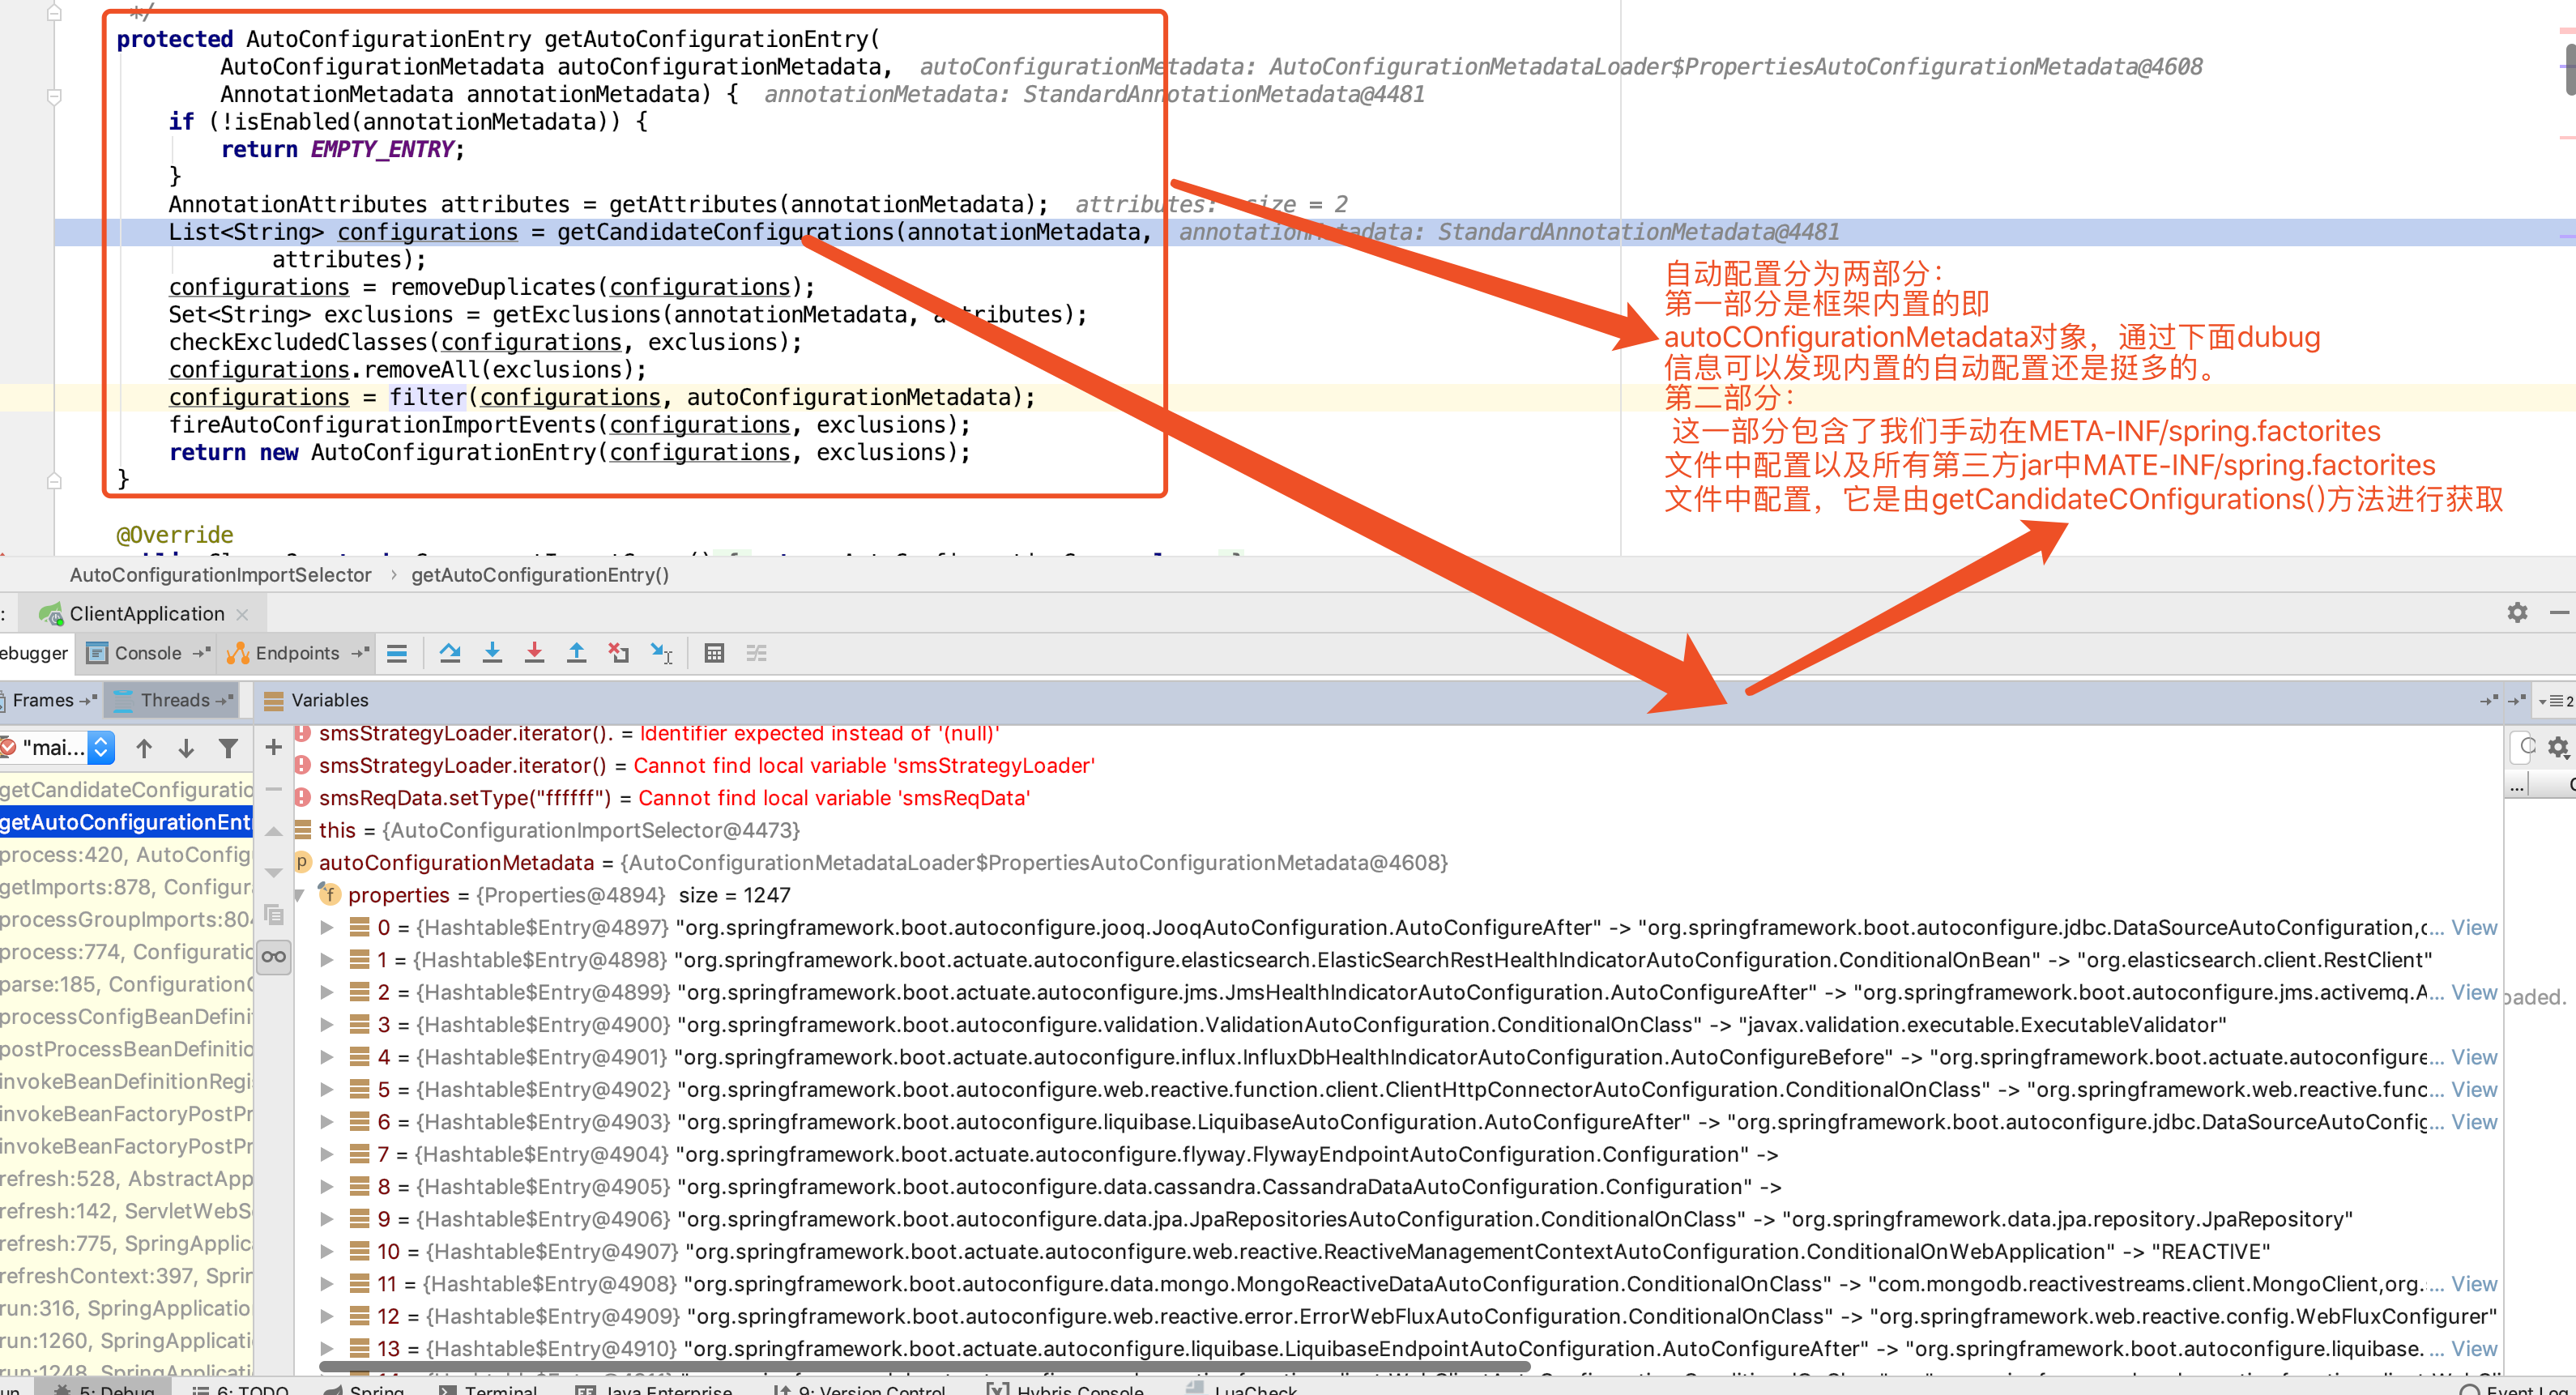 */
protected AutoConfigurationEntry getAutoConfigurationEntry(
AutoConfigurationMetadata autoConfigurationMetadata, autoConfigurationMetadata: AutoConfigurationMetadataLoader$PropertiesAutoConfigurationMetadata@4608
AnnotationMetadata annotationMetadata) { annotationMetadata: StandardAnnotationMetadata@4481
if (!isEnabled(annotationMetadata)) {
return EMPTY_ENTRY;
}
AnnotationAttributes attributes = getAttributes(annotationMetadata); attributes: size = 2
List<String> configurations = getCandidateConfigurations(annotationMetadata, annotationMetadata: StandardAnnotationMetadata@4481
attributes);
configurations = removeDuplicates(configurations);
Set<String> exclusions = getExclusions(annotationMetadata, attributes);
checkExcludedClasses(configurations, exclusions);
configurations.removeAll(exclusions);
configurations = filter(configurations, autoConfigurationMetadata);
fireAutoConfigurationImportEvents(configurations, exclusions);
return new AutoConfigurationEntry(configurations, exclusions);
}
@Override
自动配置分为两部分：
第一部分是框架内置的即
autoCOnfigurationMetadata对象，通过下面dubug
信息可以发现内置的自动配置还是挺多的。
第二部分：
这一部分包含了我们手动在META-INF/spring.factorites
文件中配置以及所有第三方jar中MATE-INF/spring.factorites
文件中配置，它是由getCandidateCOnfigurations()方法进行获取
AutoConfigurationImportSelector › getAutoConfigurationEntry()
: ClientApplication
ebugger Console Endpoints
Frames Threads Variables
"mai...
getCandidateConfiguratio
getAutoConfigurationEnt
process:420, AutoConfig
getImports:878, Configur
processGroupImports:804
process:774, Configuratio
parse:185, Configuration
processConfigBeanDefini
postProcessBeanDefinitio
invokeBeanDefinitionRegi
invokeBeanFactoryPostPr
invokeBeanFactoryPostPr
refresh:528, AbstractApp
refresh:142, ServletWebS
refresh:775, SpringApplic
refreshContext:397, Sprin
run:316, SpringApplicatio
run:1260, SpringApplicati
run:1248, SpringApplicati
smsStrategyLoader.iterator(). = Identifier expected instead of '(null)'
smsStrategyLoader.iterator() = Cannot find local variable 'smsStrategyLoader'
smsReqData.setType("ffffff") = Cannot find local variable 'smsReqData'
this = {AutoConfigurationImportSelector@4473}
autoConfigurationMetadata = {AutoConfigurationMetadataLoader$PropertiesAutoConfigurationMetadata@4608}
properties = {Properties@4894} size = 1247
0 = {Hashtable$Entry@4897} "org.springframework.boot.autoconfigure.jooq.JooqAutoConfiguration.AutoConfigureAfter" -> "org.springframework.boot.autoconfigure.jdbc.DataSourceAutoConfiguration,c... View
1 = {Hashtable$Entry@4898} "org.springframework.boot.actuate.autoconfigure.elasticsearch.ElasticSearchRestHealthIndicatorAutoConfiguration.ConditionalOnBean" -> "org.elasticsearch.client.RestClient"
2 = {Hashtable$Entry@4899} "org.springframework.boot.actuate.autoconfigure.jms.JmsHealthIndicatorAutoConfiguration.AutoConfigureAfter" -> "org.springframework.boot.autoconfigure.jms.activemq.A... View
3 = {Hashtable$Entry@4900} "org.springframework.boot.autoconfigure.validation.ValidationAutoConfiguration.ConditionalOnClass" -> "javax.validation.executable.ExecutableValidator"
4 = {Hashtable$Entry@4901} "org.springframework.boot.actuate.autoconfigure.influx.InfluxDbHealthIndicatorAutoConfiguration.AutoConfigureBefore" -> "org.springframework.boot.actuate.autoconfigure... View
5 = {Hashtable$Entry@4902} "org.springframework.boot.autoconfigure.web.reactive.function.client.ClientHttpConnectorAutoConfiguration.ConditionalOnClass" -> "org.springframework.web.reactive.func... View
6 = {Hashtable$Entry@4903} "org.springframework.boot.autoconfigure.liquibase.LiquibaseAutoConfiguration.AutoConfigureAfter" -> "org.springframework.boot.autoconfigure.jdbc.DataSourceAutoConfig... View
7 = {Hashtable$Entry@4904} "org.springframework.boot.actuate.autoconfigure.flyway.FlywayEndpointAutoConfiguration.Configuration" ->
8 = {Hashtable$Entry@4905} "org.springframework.boot.autoconfigure.data.cassandra.CassandraDataAutoConfiguration.Configuration" ->
9 = {Hashtable$Entry@4906} "org.springframework.boot.autoconfigure.data.jpa.JpaRepositoriesAutoConfiguration.ConditionalOnClass" -> "org.springframework.data.jpa.repository.JpaRepository"
10 = {Hashtable$Entry@4907} "org.springframework.boot.actuate.autoconfigure.web.reactive.ReactiveManagementContextAutoConfiguration.ConditionalOnWebApplication" -> "REACTIVE"
11 = {Hashtable$Entry@4908} "org.springframework.boot.autoconfigure.data.mongo.MongoReactiveDataAutoConfiguration.ConditionalOnClass" -> "com.mongodb.reactivestreams.client.MongoClient,org.... View
12 = {Hashtable$Entry@4909} "org.springframework.boot.autoconfigure.web.reactive.error.ErrorWebFluxAutoConfiguration.ConditionalOnClass" -> "org.springframework.web.reactive.config.WebFluxConfigurer"
13 = {Hashtable$Entry@4910} "org.springframework.boot.actuate.autoconfigure.liquibase.LiquibaseEndpointAutoConfiguration.AutoConfigureAfter" -> "org.springframework.boot.autoconfigure.liquibase. ... View
oaded.
5: Debug 6: TODO Spring Terminal Java Enterprise 9: Version Control Hybris Console LuaCheck Event Log